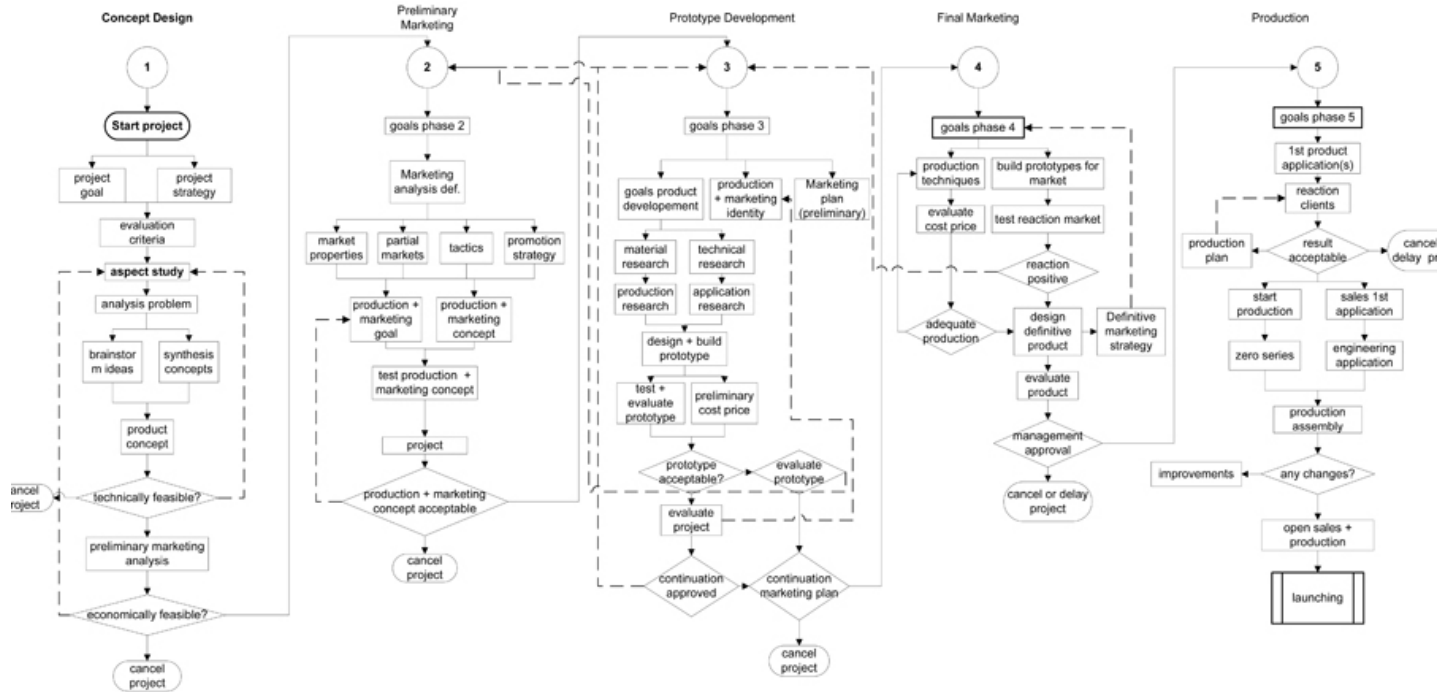 Concept Design
1
Start project
project
goal
project
strategy
evaluation
criteria
aspect study
analysis problem
brainstor
m ideas
synthesis
concepts
product
concept
technically feasible?
cancel
project
preliminary marketing
analysis
economically feasible?
cancel
project
Preliminary
Marketing
2
goals phase 2
Marketing
analysis def.
market
properties
partial
markets
tactics
promotion
strategy
production +
marketing
goal
production +
marketing
concept
test production +
marketing concept
project
production + marketing
concept acceptable
cancel
project
Prototype Development
3
goals phase 3
goals product
developement
production
+ marketing
identity
Marketing
plan
(preliminary)
material
research
technical
research
production
research
application
research
design + build
prototype
test +
evaluate
prototype
preliminary
cost price
prototype
acceptable?
evaluate
prototype
evaluate
project
continuation
approved
continuation
marketing plan
cancel
project
Final Marketing
4
goals phase 4
production
techniques
build prototypes for
market
evaluate
cost price
test reaction market
reaction
positive
adequate
production
design
definitive
product
Definitive
marketing
strategy
evaluate
product
management
approval
cancel or delay
project
Production
5
goals phase 5
1st product
application(s)
reaction
clients
production
plan
result
acceptable
cancel
delay pr
start
production
sales 1st
application
zero series
engineering
application
production
assembly
improvements
any changes?
open sales +
production
launching